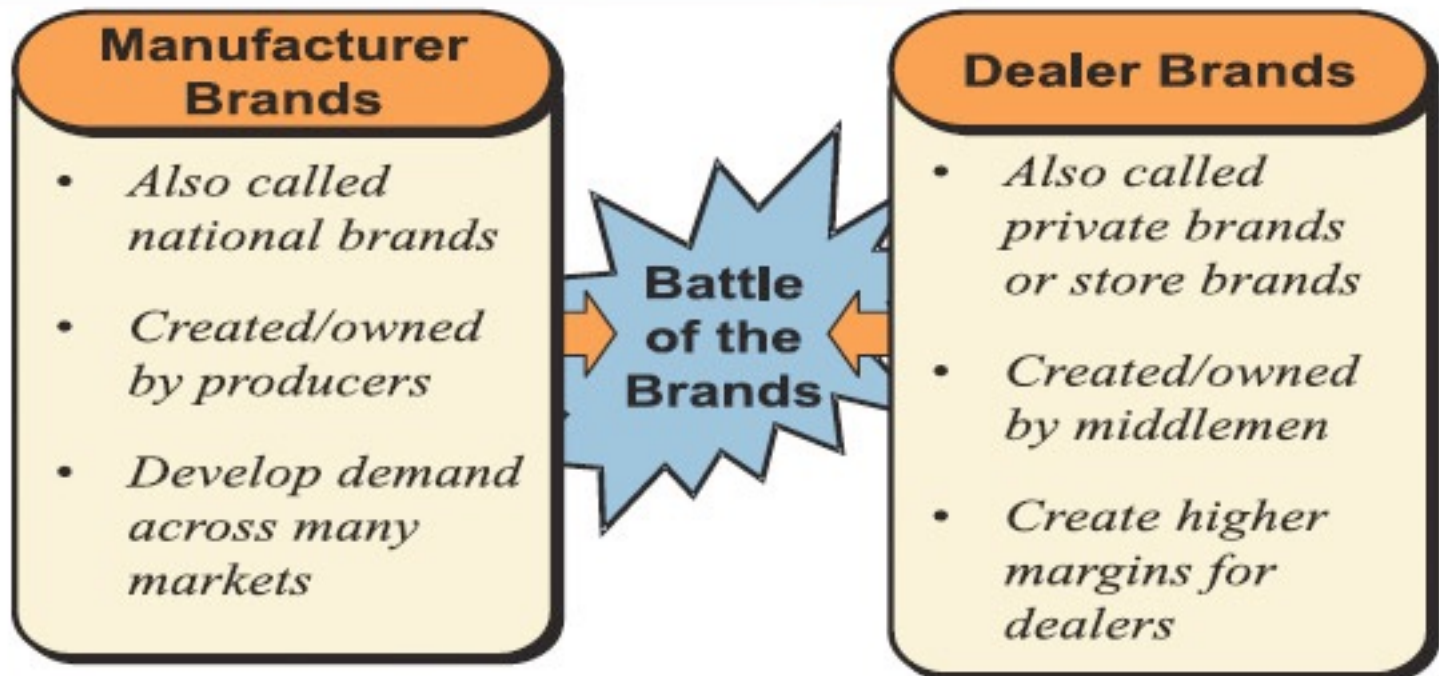 Manufacturer
Brands
• Also called
national brands
• Created/owned
by producers
• Develop demand
across many
markets
Battle
of the
Brands
Dealer Brands
• Also called
private brands
or store brands
• Created/owned
by middlemen
• Create higher
margins for
dealers